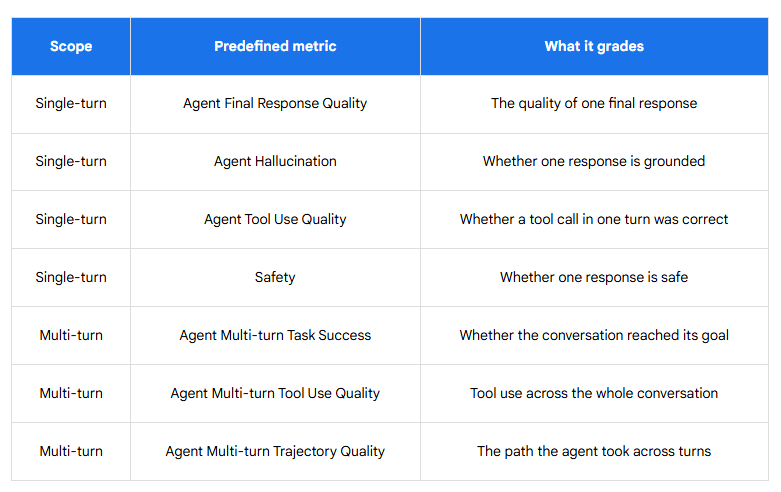 Scope Predefined metric What it grades
Single-turn Agent Final Response Quality The quality of one final response
Single-turn Agent Hallucination Whether one response is grounded
Single-turn Agent Tool Use Quality Whether a tool call in one turn was correct
Single-turn Safety Whether one response is safe
Multi-turn Agent Multi-turn Task Success Whether the conversation reached its goal
Multi-turn Agent Multi-turn Tool Use Quality Tool use across the whole conversation
Multi-turn Agent Multi-turn Trajectory Quality The path the agent took across turns